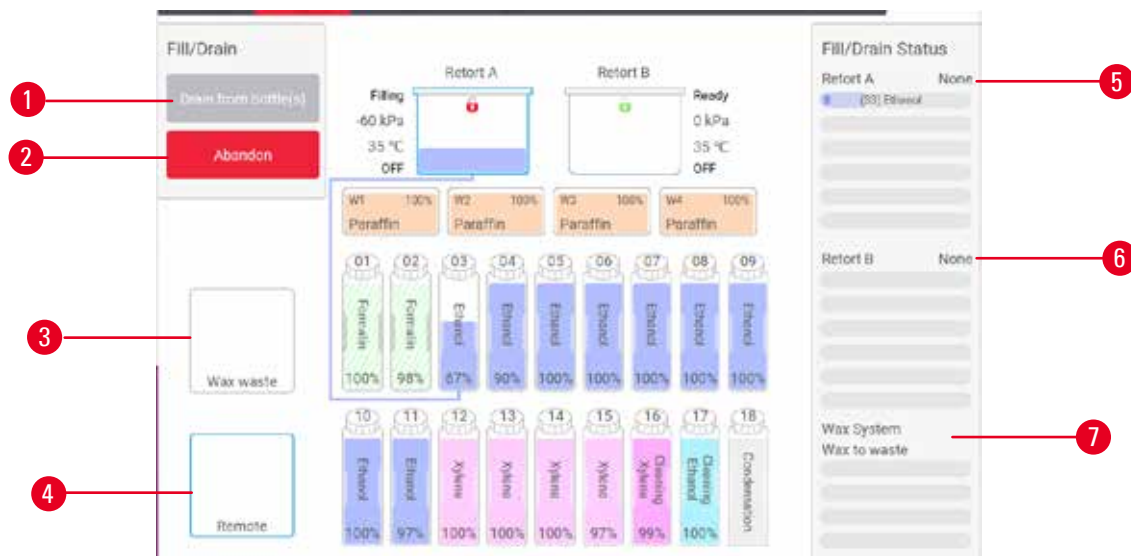 Fill/Drain
Drain from bottle(s)
Abandon
1
2
3
Wax waste
4
Remote
Retort A
Filling
-60 kPa
35 °C
OFF
Retort B
Ready
0 kPa
35 °C
OFF
W1 100% W2 100% W3 100% W4 100%
Paraffin Paraffin Paraffin Paraffin
01 02 03 04 05 06 07 08 09
Formalin Formalin Ethanol Ethanol Ethanol Ethanol Ethanol Ethanol Ethanol
100% 98% 67% 90% 100% 100% 100% 100% 100%
10 11 12 13 14 15 16 17 18
Ethanol Ethanol Xylene Xylene Xylene Xylene Cleaning Xylene Cleaning Ethanol Condensation
100% 97% 100% 100% 100% 97% 99% 100%
Fill/Drain Status
Retort A None
(S3) Ethanol
5
Retort B None
6
Wax System
Wax to waste
7